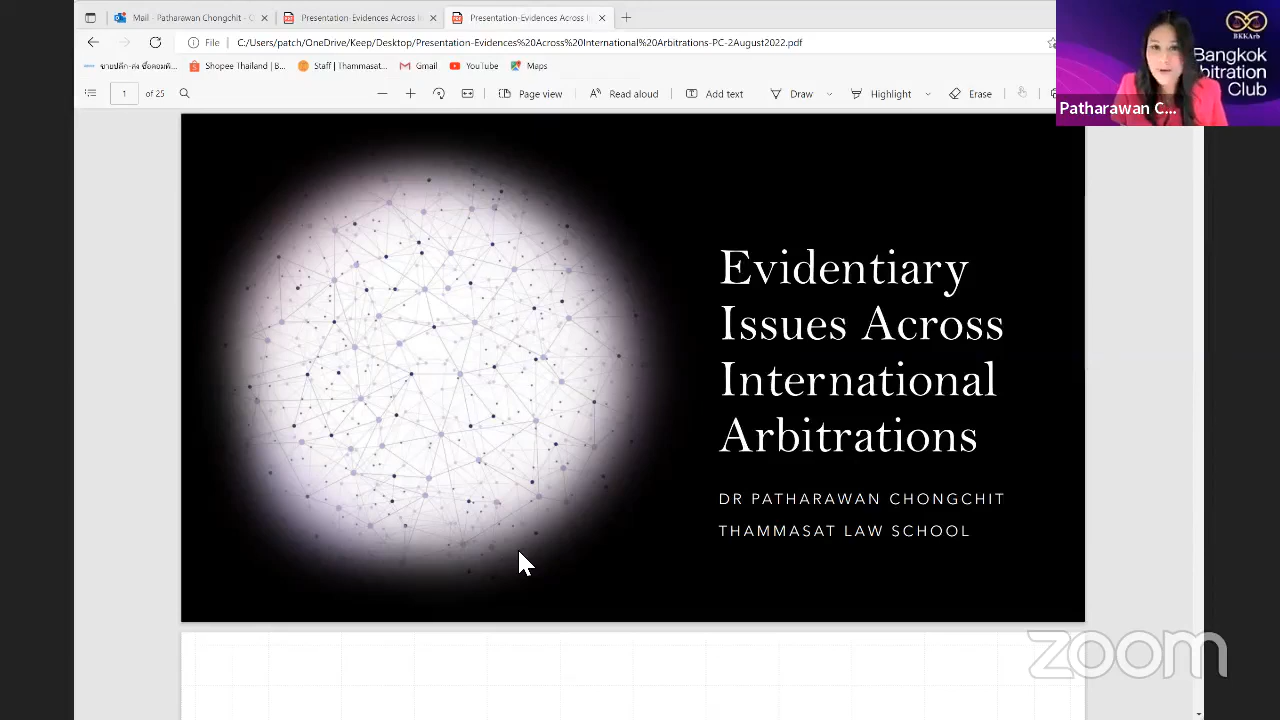 Mail - Patharawan Chongchit - 
Presentation-Evidences Across I
Presentation-Evidences Across I
File
C:/Users/patch/OneDrive/Keep/Desktop/Presentation-Evidences%20Across%20International%20Arbitrations-PC-2August2022.pdf
Shopee Thailand | B...
Staff | Thammasat...
Gmail
YouTube
Maps
1 of 25
Page view
Read aloud
Add text
Draw
Highlight
Erase
BKKArb
Bangkok
bitration
Club
Patharawan C...
Evidentiary
Issues Across
International
Arbitrations
DR PATHARAWAN CHONGCHIT
THAMMASAT LAW SCHOOL
zoom